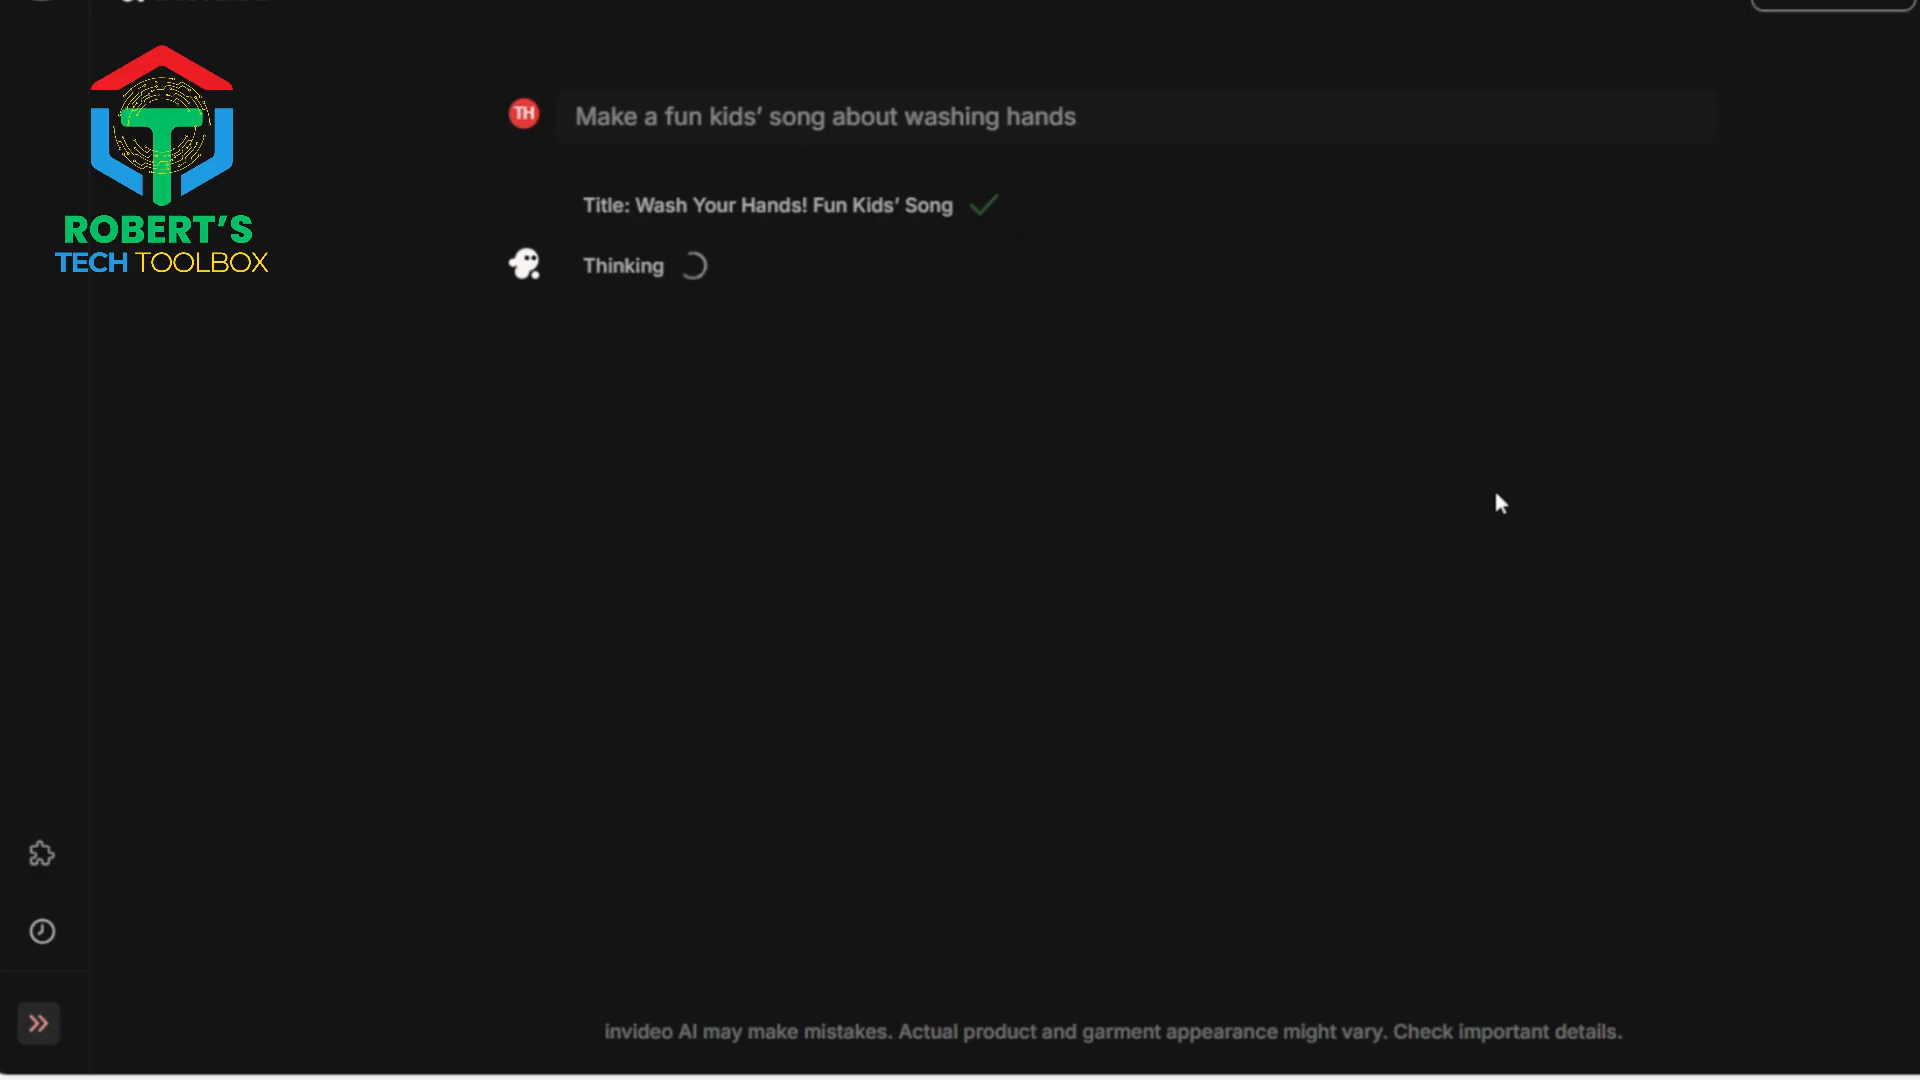 ROBERT'S
TECH TOOLBOX
TH
Make a fun kids' song about washing hands
Title: Wash Your Hands! Fun Kids' Song
Thinking
invideo AI may make mistakes. Actual product and garment appearance might vary. Check important details.